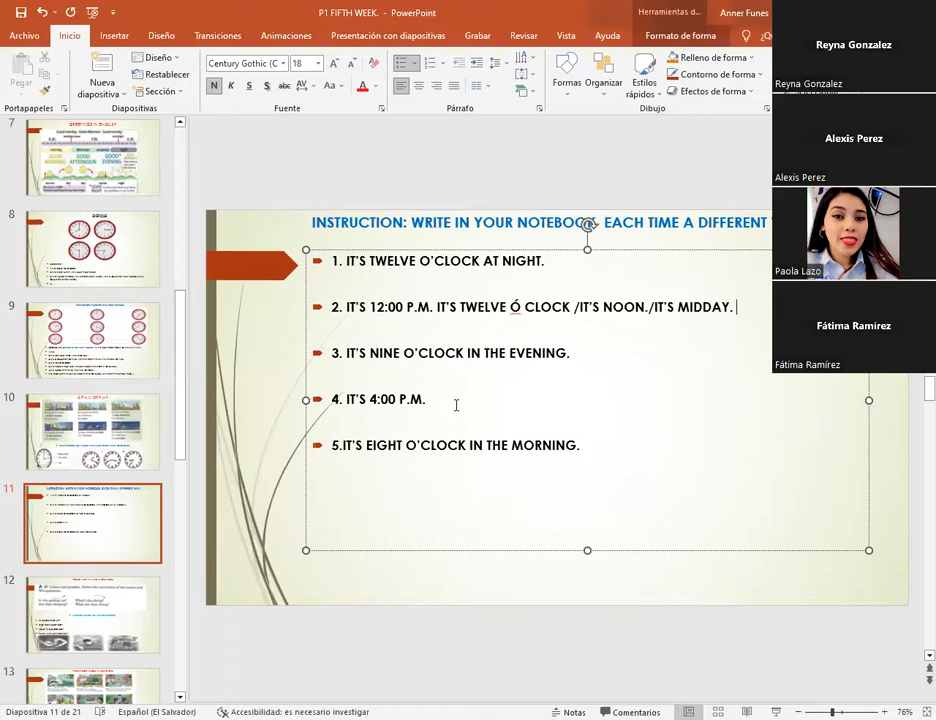 P1 FIFTH WEEK. - PowerPoint
Herramientas d...
Anner Funes
Archivo Inicio Insertar Diseño Transiciones Animaciones Presentación con diapositivas Grabar Revisar Vista Ayuda Formato de forma
Pegar
Nueva diapositiva
Diseño
Restablecer
Sección
Century Gothic (C 18
N K S S abc AV Aa A
Formas Organizar Estilos rápidos
Relleno de forma
Contorno de forma
Efectos de forma
Portapapeles Diapositivas Fuente Párrafo Dibujo
7
8
9
10
11
12
13
INSTRUCTION: WRITE IN YOUR NOTEBOOK EACH TIME A DIFFERENT
1. IT'S TWELVE O'CLOCK AT NIGHT.
2. IT'S 12:00 P.M. IT'S TWELVE Ó CLOCK /IT'S NOON./IT'S MIDDAY.
3. IT'S NINE O'CLOCK IN THE EVENING.
4. IT'S 4:00 P.M.
5.IT'S EIGHT O'CLOCK IN THE MORNING.
Reyna Gonzalez
Reyna Gonzalez
Alexis Perez
Alexis Perez
Paola Lazo
Fátima Ramírez
Fátima Ramírez
Diapositiva 11 de 21 Español (El Salvador) Accesibilidad: es necesario investigar Notas Comentarios 76%